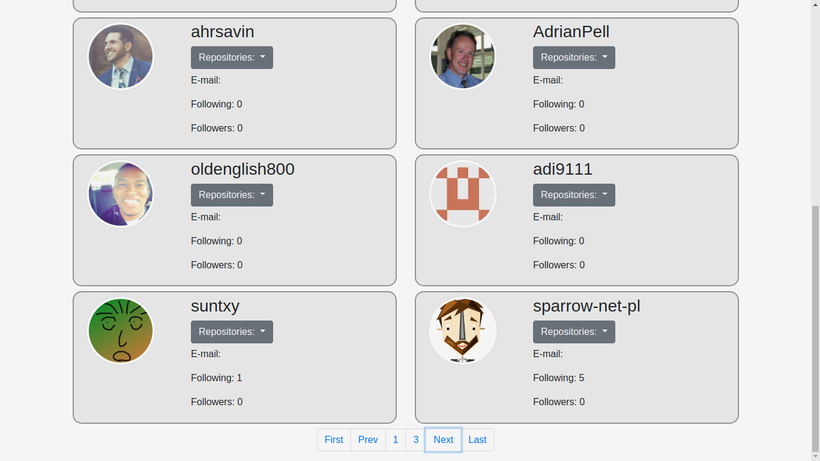 ahrsavin
Repositories:
E-mail:
Following: 0
Followers: 0
AdrianPell
Repositories:
E-mail:
Following: 0
Followers: 0
oldenglish800
Repositories:
E-mail:
Following: 0
Followers: 0
adi9111
Repositories:
E-mail:
Following: 0
Followers: 0
suntxy
Repositories:
E-mail:
Following: 1
Followers: 0
sparrow-net-pl
Repositories:
E-mail:
Following: 5
Followers: 0
First Prev 1 3 Next Last